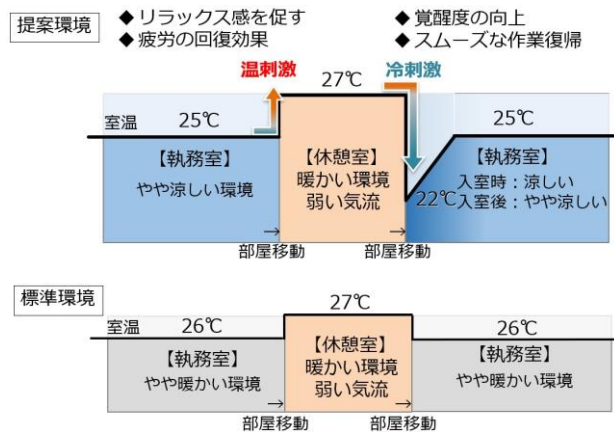 提案環境
◆ リラックス感を促す
◆ 疲労の回復効果
◆ 覚醒度の向上
◆ スムーズな作業復帰
温刺激
27℃
冷刺激
室温
25℃
25℃
【執務室】
やや涼しい環境
【休憩室】
暖かい環境
弱い気流
【執務室】
入室時：涼しい
22℃
入室後：やや涼しい
→
→
部屋移動
部屋移動
標準環境
27℃
室温
26℃
26℃
【執務室】
やや暖かい環境
【休憩室】
暖かい環境
弱い気流
【執務室】
やや暖かい環境
→
→
部屋移動
部屋移動